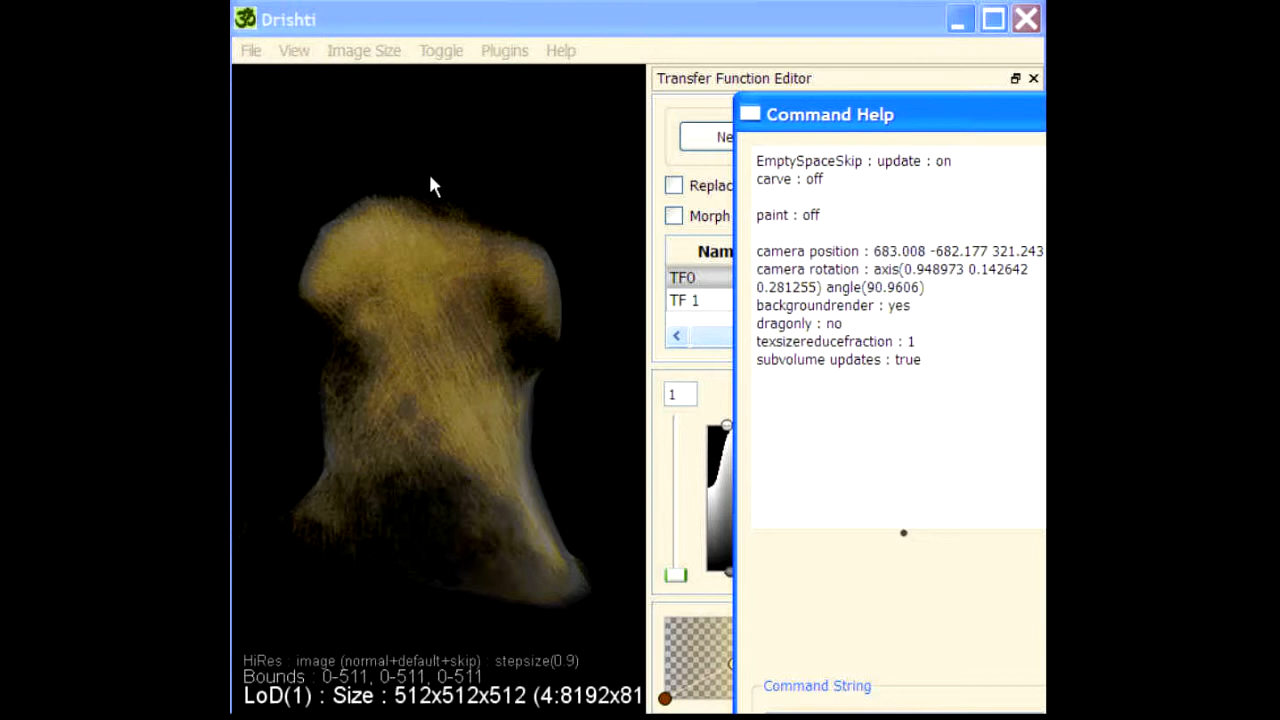 Drishti
File View Image Size Toggle Plugins Help
Transfer Function Editor
Command Help
Ne
Replac
Morph
Nam
TF0
TF 1
1
EmptySpaceSkip : update : on
carve : off
paint : off
camera position : 683.008 -682.177 321.243
camera rotation : axis(0.948973 0.142642
0.281255) angle(90.9606)
backgroundrender : yes
dragonly : no
texsizereducefraction : 1
subvolume updates : true
Command String
HiRes : image (normal+default+skip) : stepsize(0.9)
Bounds : 0-511, 0-511, 0-511
LoD(1) : Size : 512x512x512 (4:8192x81